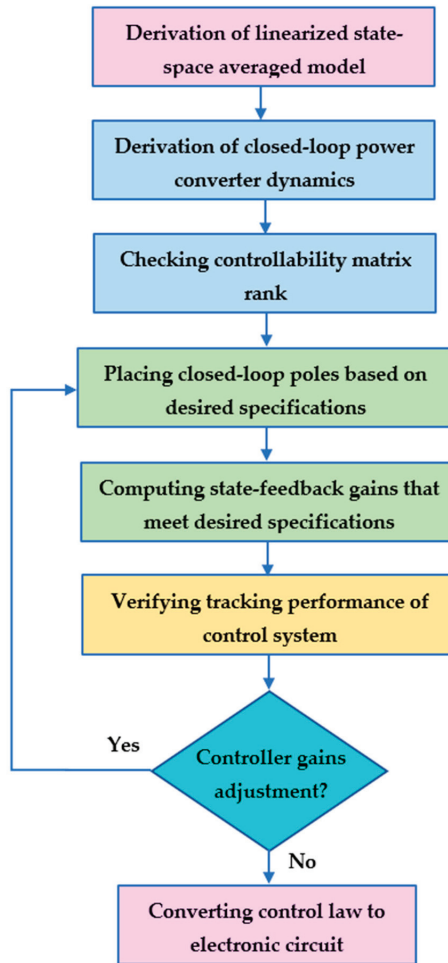 Derivation of linearized state-
space averaged model
Derivation of closed-loop power
converter dynamics
Checking controllability matrix
rank
Placing closed-loop poles based on
desired specifications
Computing state-feedback gains that
meet desired specifications
Verifying tracking performance of
control system
Yes
Controller gains
adjustment?
No
Converting control law to
electronic circuit